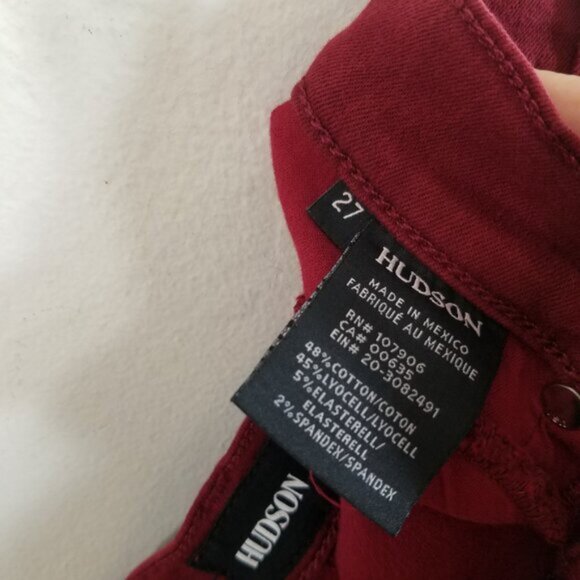 27
HUDSON
MADE IN MEXICO
FABRIQUÉ AU MEXIQUE
RN# 107906
CA# 00635
EIN# 20-3082491
48%COTTON/COTON
45%LYOCELL/LYOCELL
5%ELASTERELL/
ELASTERELL
2%SPANDEX/SPANDEX
HUDSON